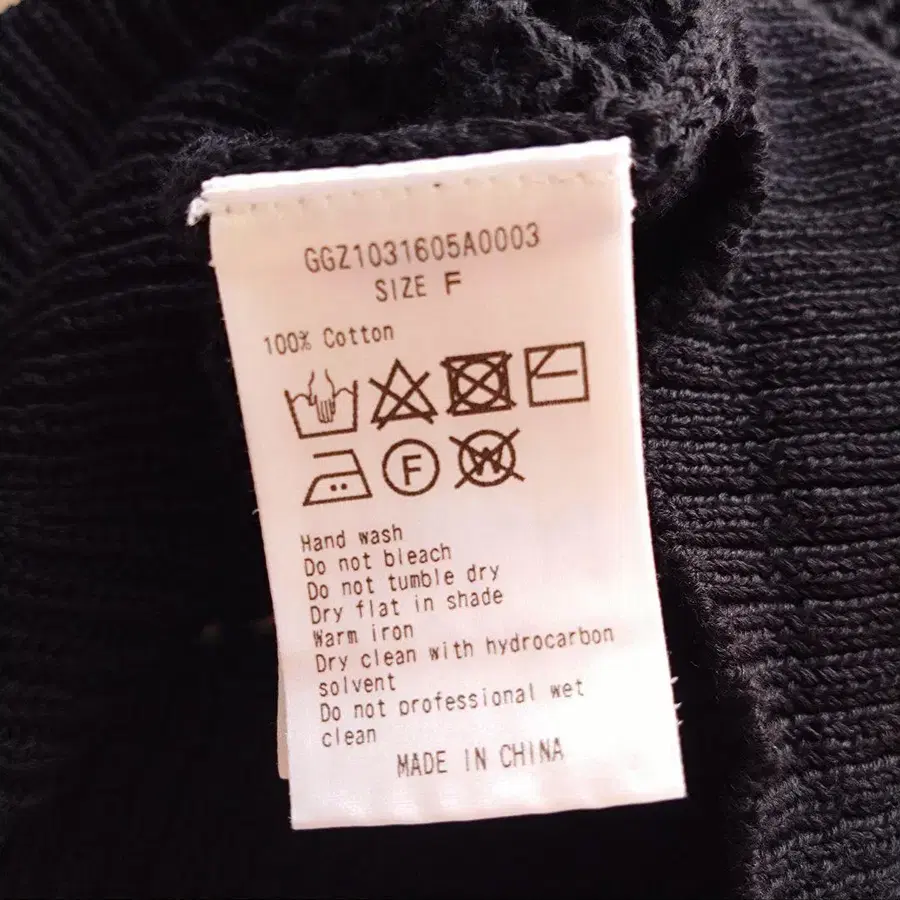 GGZ1031605A0003
SIZE F
100% Cotton
F W
Hand wash
Do not bleach
Do not tumble dry
Dry flat in shade
Warm iron
Dry clean with hydrocarbon
solvent
Do not professional wet
clean
MADE IN CHINA